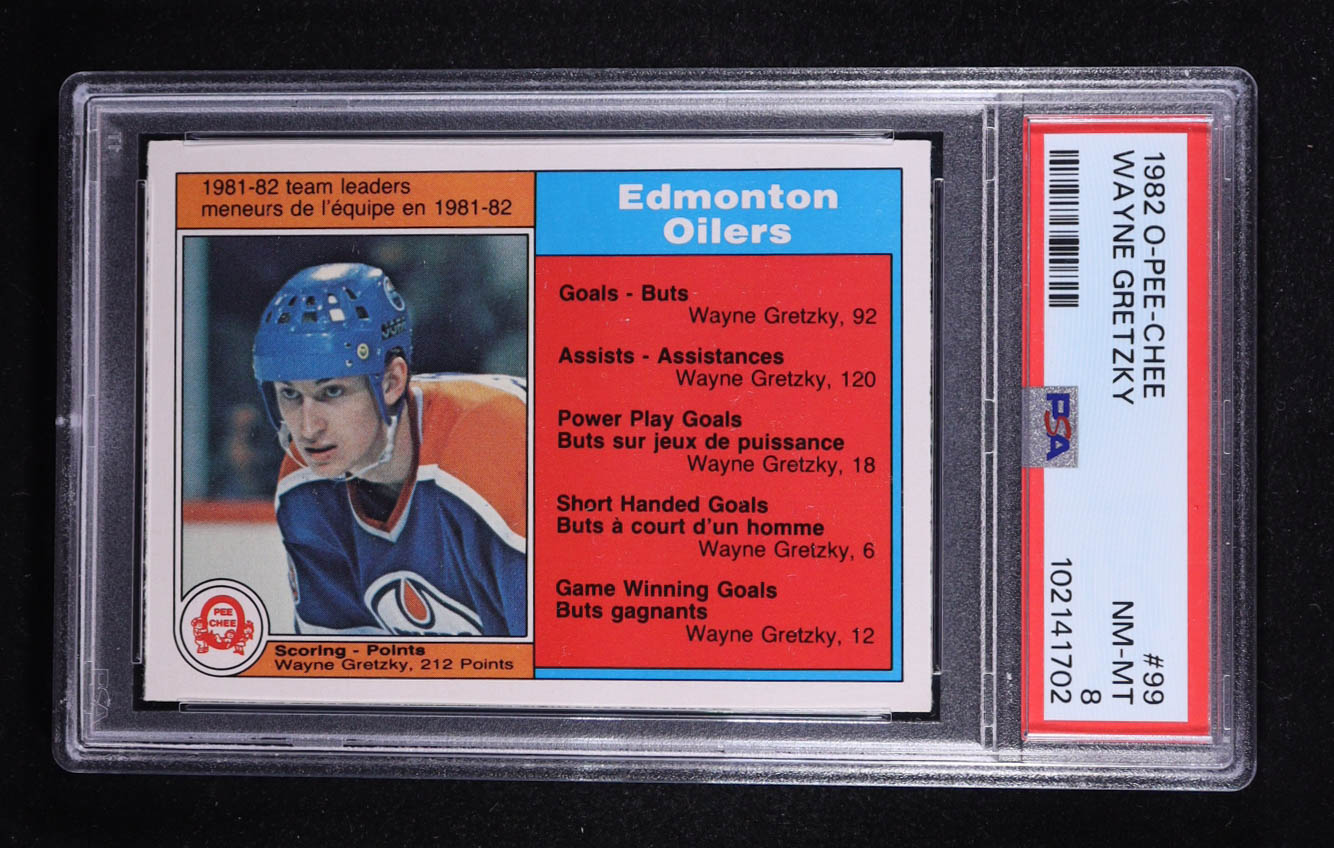 1981-82 team leaders
meneurs de l'équipe en 1981-82
Edmonton
Oilers
Goals - Buts
Wayne Gretzky, 92
Assists - Assistances
Wayne Gretzky, 120
Power Play Goals
Buts sur jeux de puissance
Wayne Gretzky, 18
Short Handed Goals
Buts à court d'un homme
Wayne Gretzky, 6
Game Winning Goals
Buts gagnants
Wayne Gretzky, 12
PEE
CHEE
Scoring - Points
Wayne Gretzky, 212 Points
1982 O-PEE-CHEE #99
WAYNE GRETZKY NM-MT
8
PSA
102141702